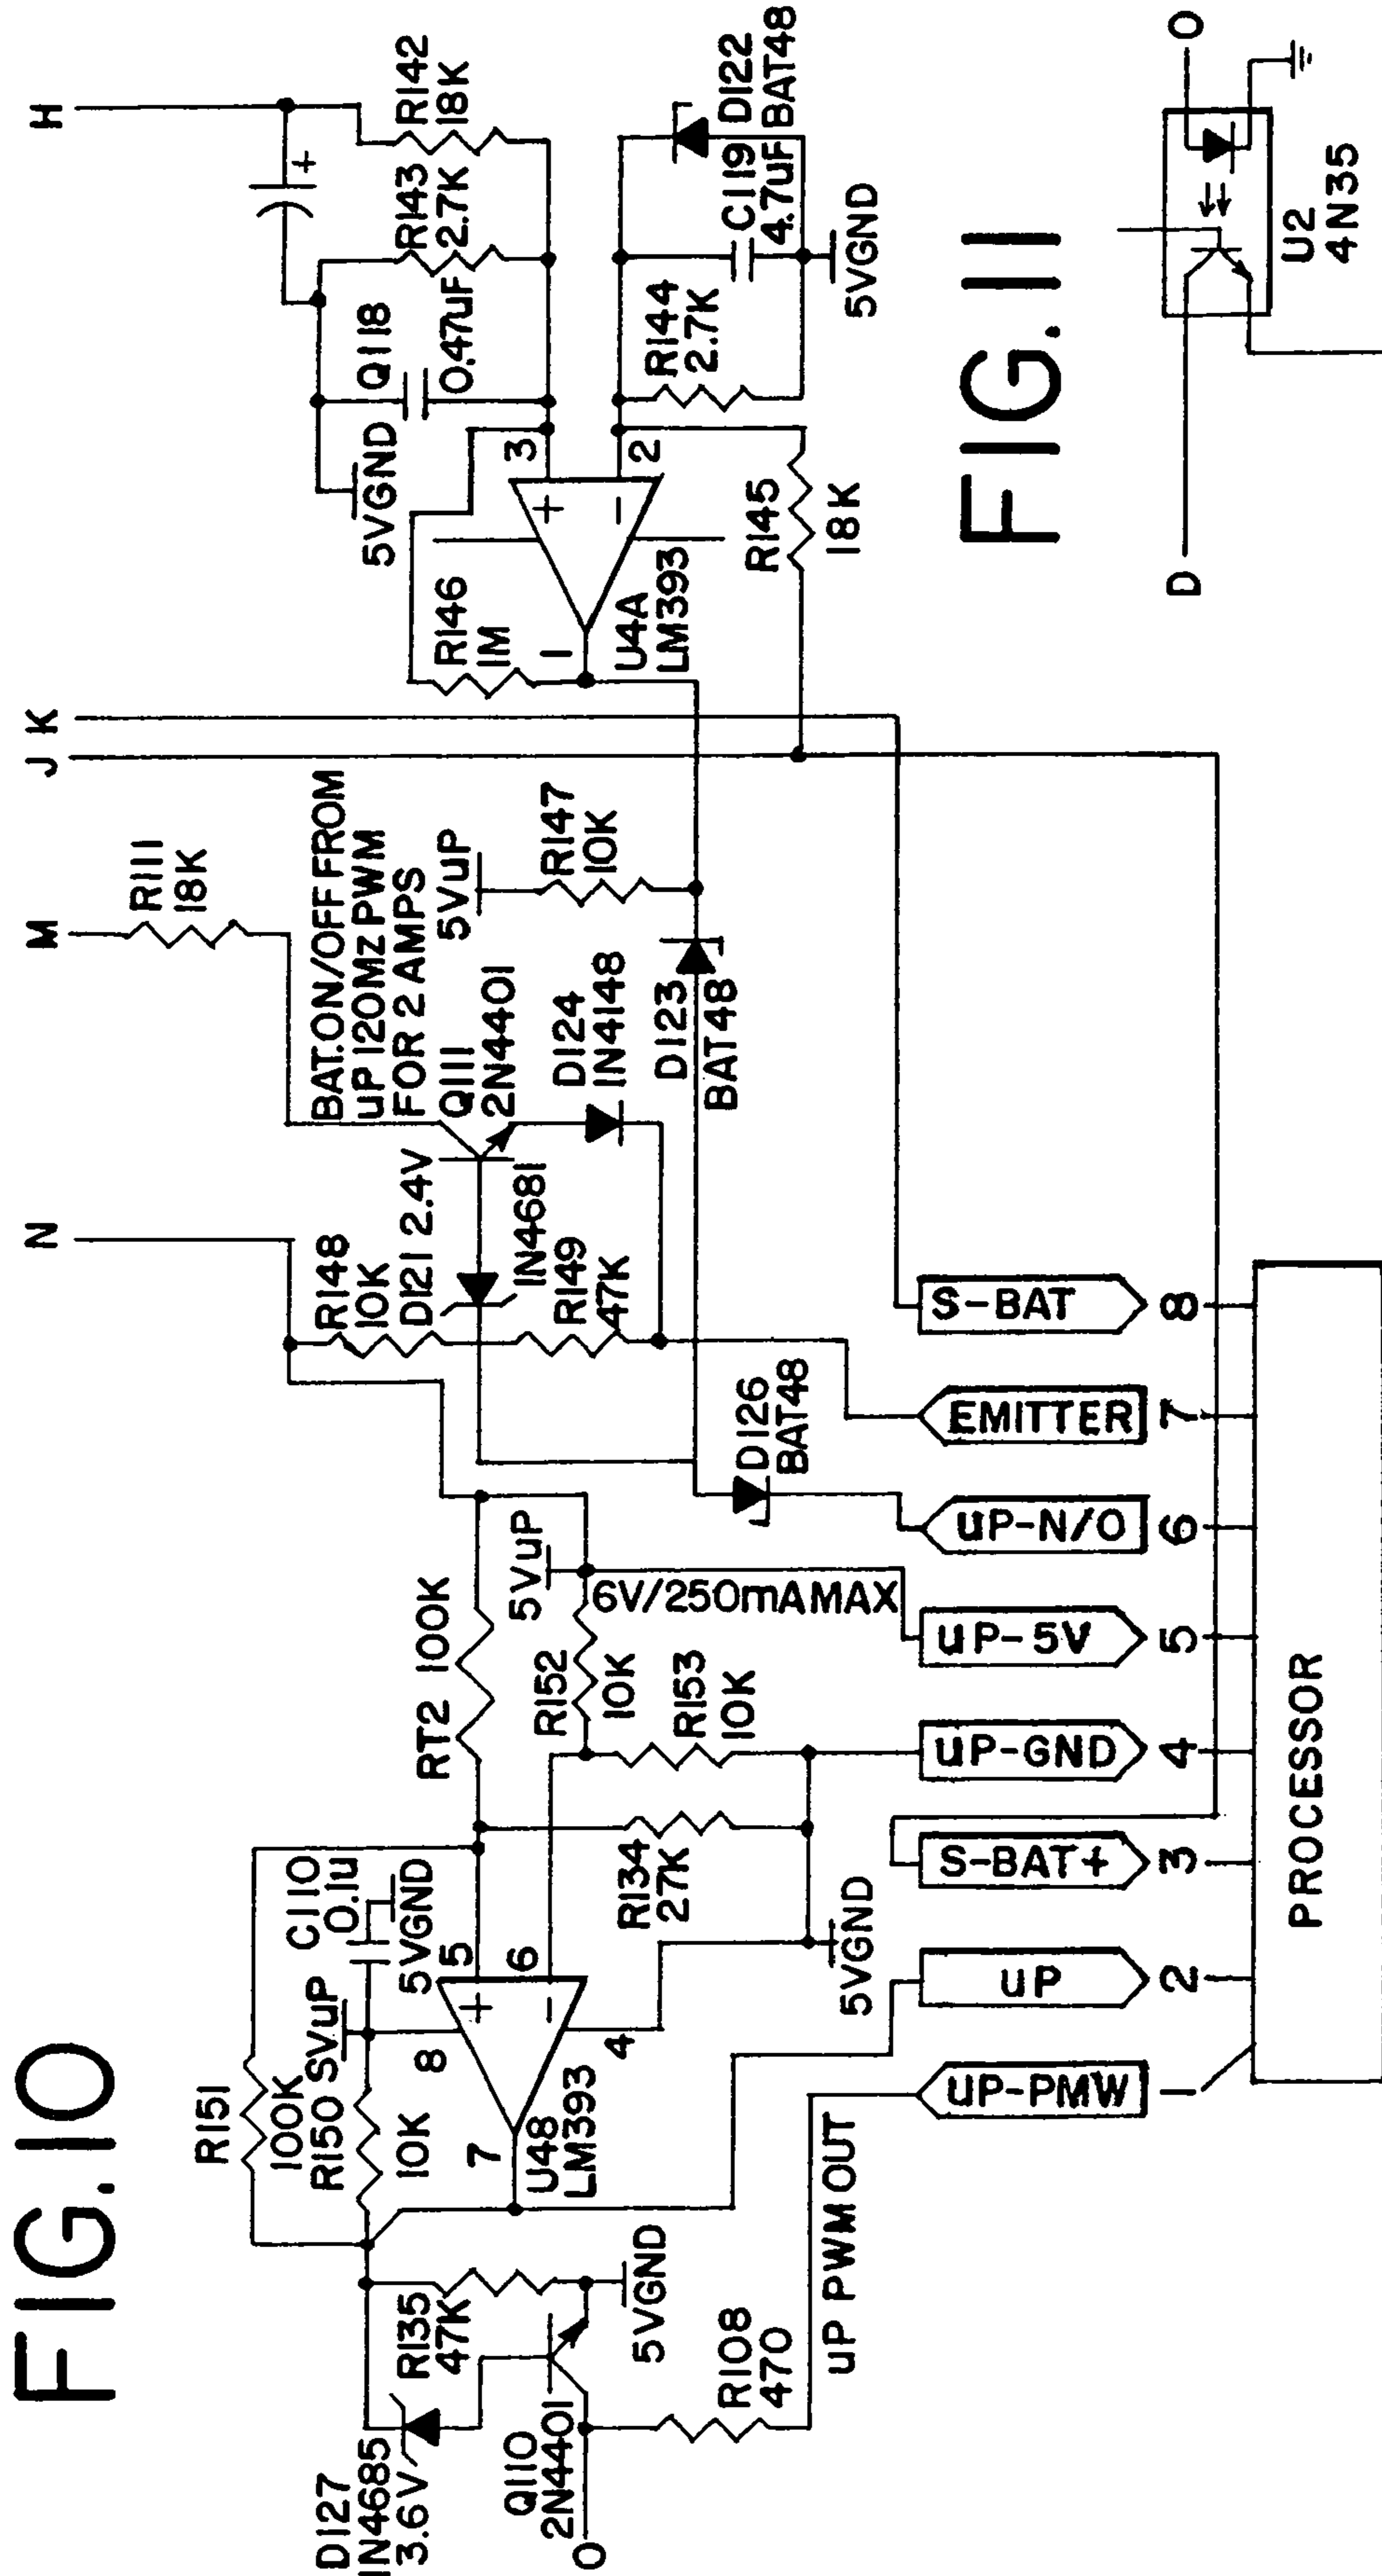 FIG.10
H
J K
M
N
+
R142
18K
R143
2.7K
Q118
0.47uF
5VGND
D122
BAT48
C119
4.7uF
R144
2.7K
5VGND
3
2
+
-
R145
18K
R146
1M
1
U4A
LM393
R111
18K
BAT.ON/OFF FROM
uP 120Mz PWM
FOR 2 AMPS
5VuP
R147
10K
Q111
2N4401
D124
IN4148
D123
BAT48
D121 2.4V
IN4681
R148
10K
R149
47K
D126
BAT48
5VuP
6V/250mAMAX
RT2 100K
R152
10K
R153
10K
R134
27K
5VGND
C110
0.1u
5VGND
SVuP
R151
100K
R150
10K
5
6
8
4
7
+
-
U48
LM393
R135
47K
5VGND
D127
IN4685
3.6V
Q110
2N4401
O
R108
470
uP PWM OUT
uP-PMW
uP
S-BAT+
uP-GND
uP-5V
uP-N/O
EMITTER
S-BAT
1
2
3
4
5
6
7
8
PROCESSOR
FIG.11
D
O
U2
4N35